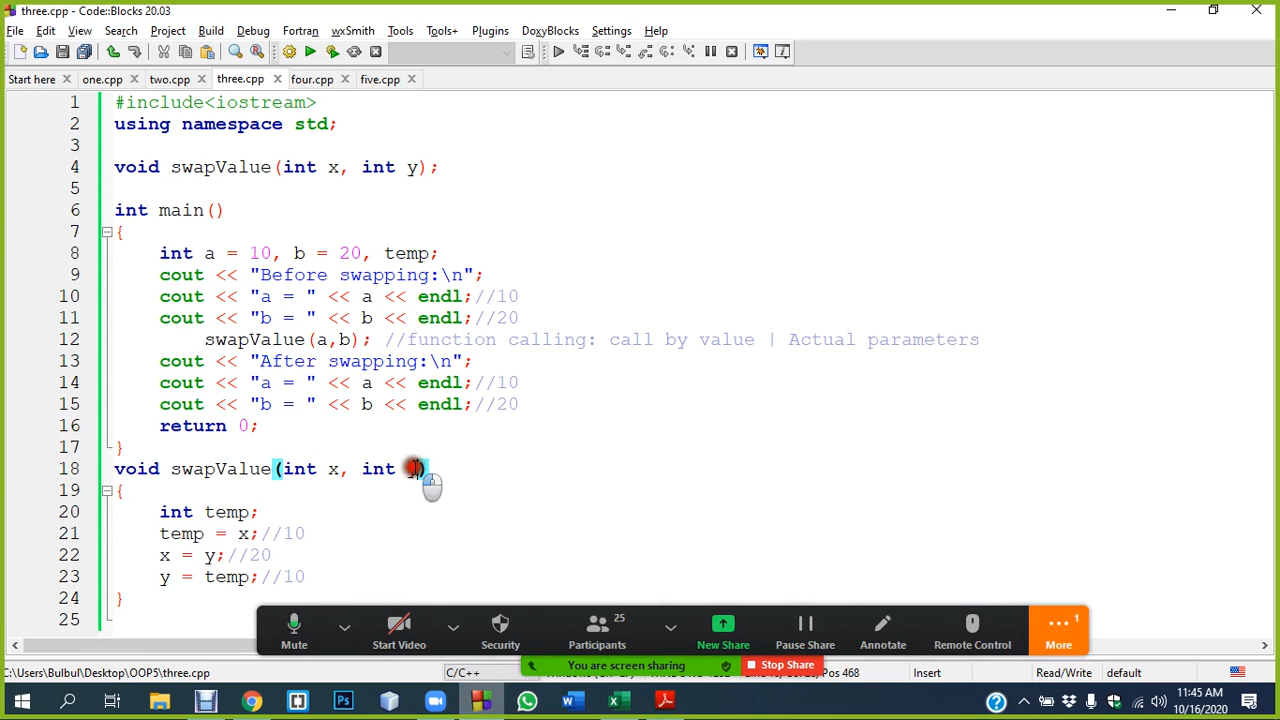 three.cpp - Code::Blocks 20.03
File Edit View Search Project Build Debug Fortran wxSmith Tools Tools+ Plugins DoxyBlocks Settings Help
Start here one.cpp two.cpp three.cpp four.cpp five.cpp
1 #include<iostream>
2 using namespace std;
3
4 void swapValue(int x, int y);
5
6 int main()
7 {
8 int a = 10, b = 20, temp;
9 cout << "Before swapping:\n";
10 cout << "a = " << a << endl;//10
11 cout << "b = " << b << endl;//20
12 swapValue(a,b); //function calling: call by value | Actual parameters
13 cout << "After swapping:\n";
14 cout << "a = " << a << endl;//10
15 cout << "b = " << b << endl;//20
16 return 0;
17 }
18 void swapValue(int x, int )
19 {
20 int temp;
21 temp = x;//10
22 x = y;//20
23 y = temp;//10
24 }
25
Mute Start Video Security 25 Participants New Share Pause Share Annotate Remote Control 1 More
You are screen sharing Stop Share
C:\Users\Bulbul\Desktop\OOP5\three.cpp C/C++ Pos 468 Insert Read/Write default
11:45 AM
10/16/2020